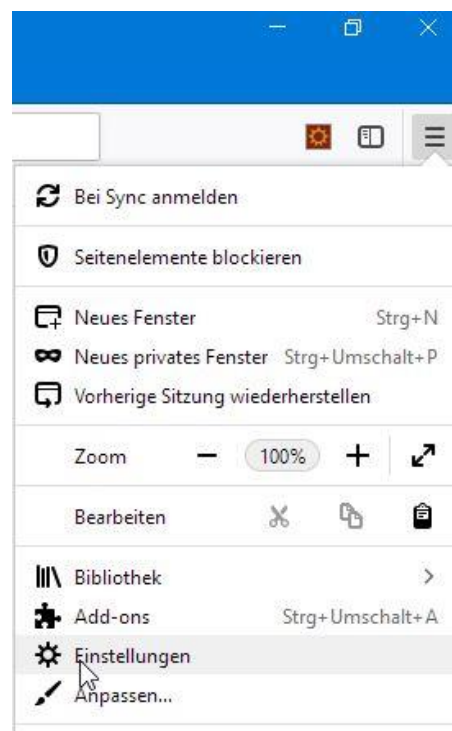 Bei Sync anmelden
Seitenelemente blockieren
Neues Fenster Strg+N
Neues privates Fenster Strg+Umschalt+P
Vorherige Sitzung wiederherstellen
Zoom 100%
Bearbeiten
Bibliothek
Add-ons Strg+Umschalt+A
Einstellungen
Anpassen...